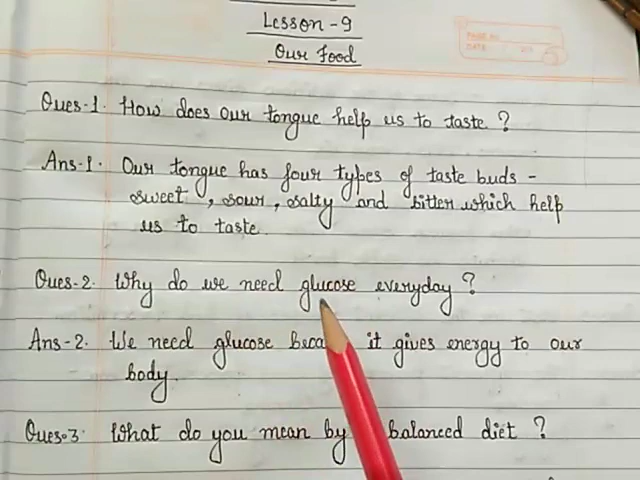 Lesson-9
Our Food
PAGE NO.
DATE
Ques-1. How does our tongue help us to taste ?
Ans-1. Our tongue has four types of taste buds -
sweet, sour, salty and bitter which help
us to taste.
Ques-2. Why do we need glucose everyday ?
Ans-2. We need glucose it gives energy to our
body.
Ques-3. What do you mean by balanced diet ?